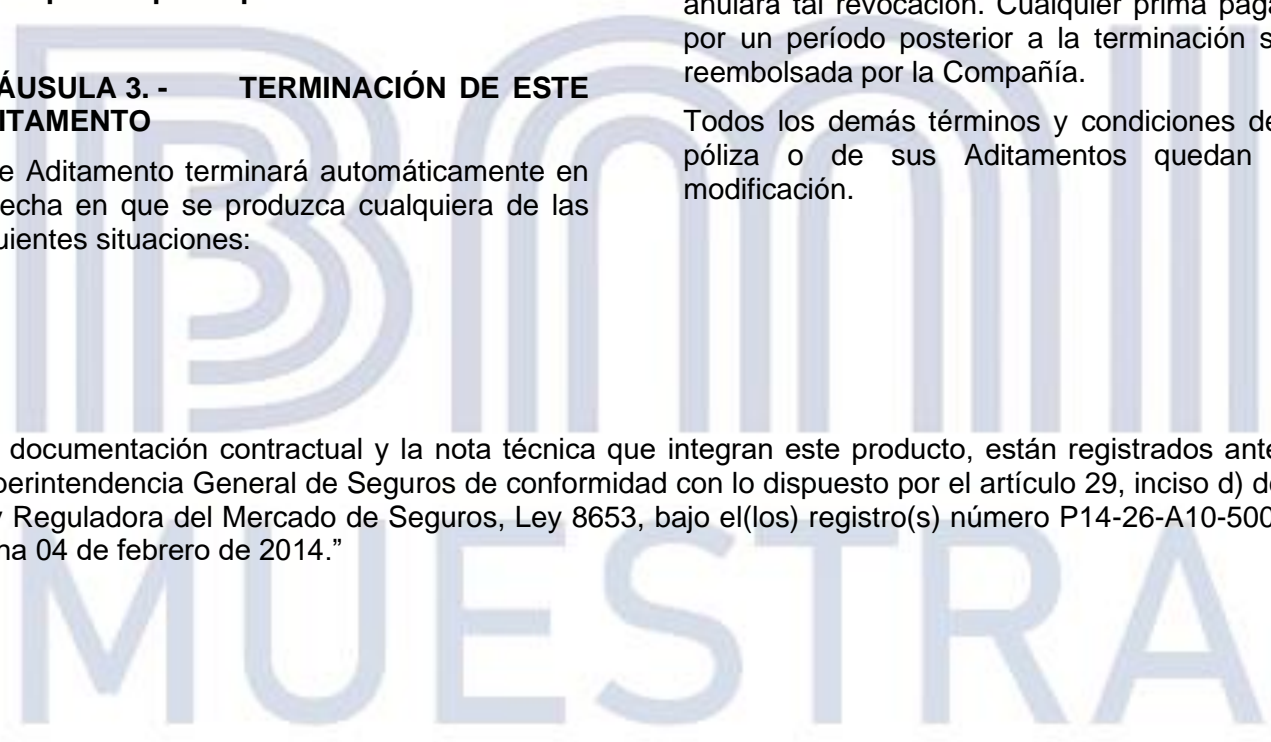 ÁUSULA 3. - TERMINACIÓN DE ESTE
ITAMENTO
e Aditamento terminará automáticamente en
echa en que se produzca cualquiera de las
uientes situaciones:
anulará tal revocación. Cualquier prima paga
por un período posterior a la terminación s
reembolsada por la Compañía.
Todos los demás términos y condiciones de
póliza o de sus Aditamentos quedan
modificación.
documentación contractual y la nota técnica que integran este producto, están registrados ante
perintendencia General de Seguros de conformidad con lo dispuesto por el artículo 29, inciso d) de
y Reguladora del Mercado de Seguros, Ley 8653, bajo el(los) registro(s) número P14-26-A10-500
ha 04 de febrero de 2014.”
BMI
MUESTRA